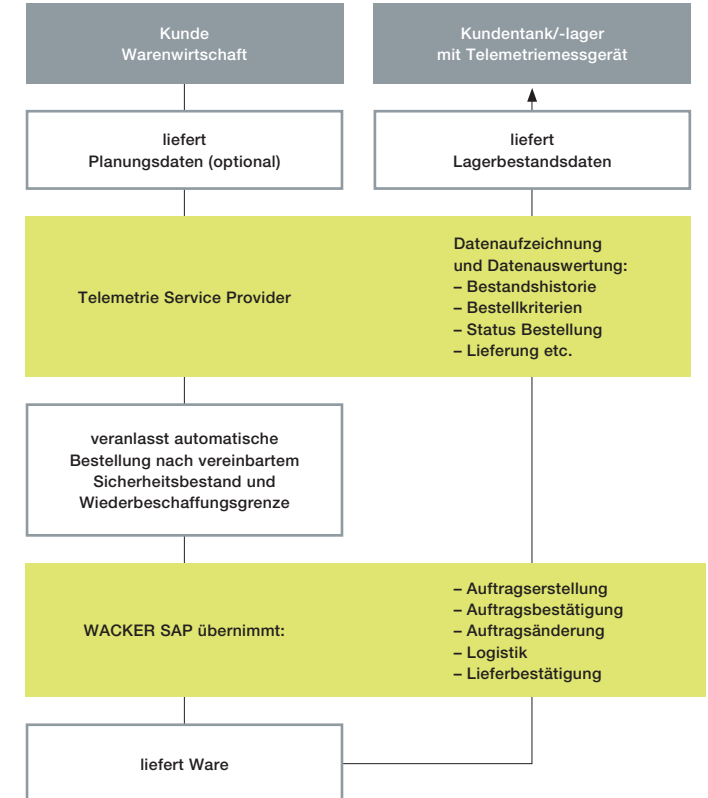 Kunde
Warenwirtschaft
Kundentank/-lager
mit Telemetriemessgerät
liefert
Planungsdaten (optional)
liefert
Lagerbestandsdaten
Telemetrie Service Provider
Datenaufzeichnung
und Datenauswertung:
– Bestandshistorie
– Bestellkriterien
– Status Bestellung
– Lieferung etc.
veranlasst automatische
Bestellung nach vereinbartem
Sicherheitsbestand und
Wiederbeschaffungsgrenze
WACKER SAP übernimmt:
– Auftragserstellung
– Auftragsbestätigung
– Auftragsänderung
– Logistik
– Lieferbestätigung
liefert Ware